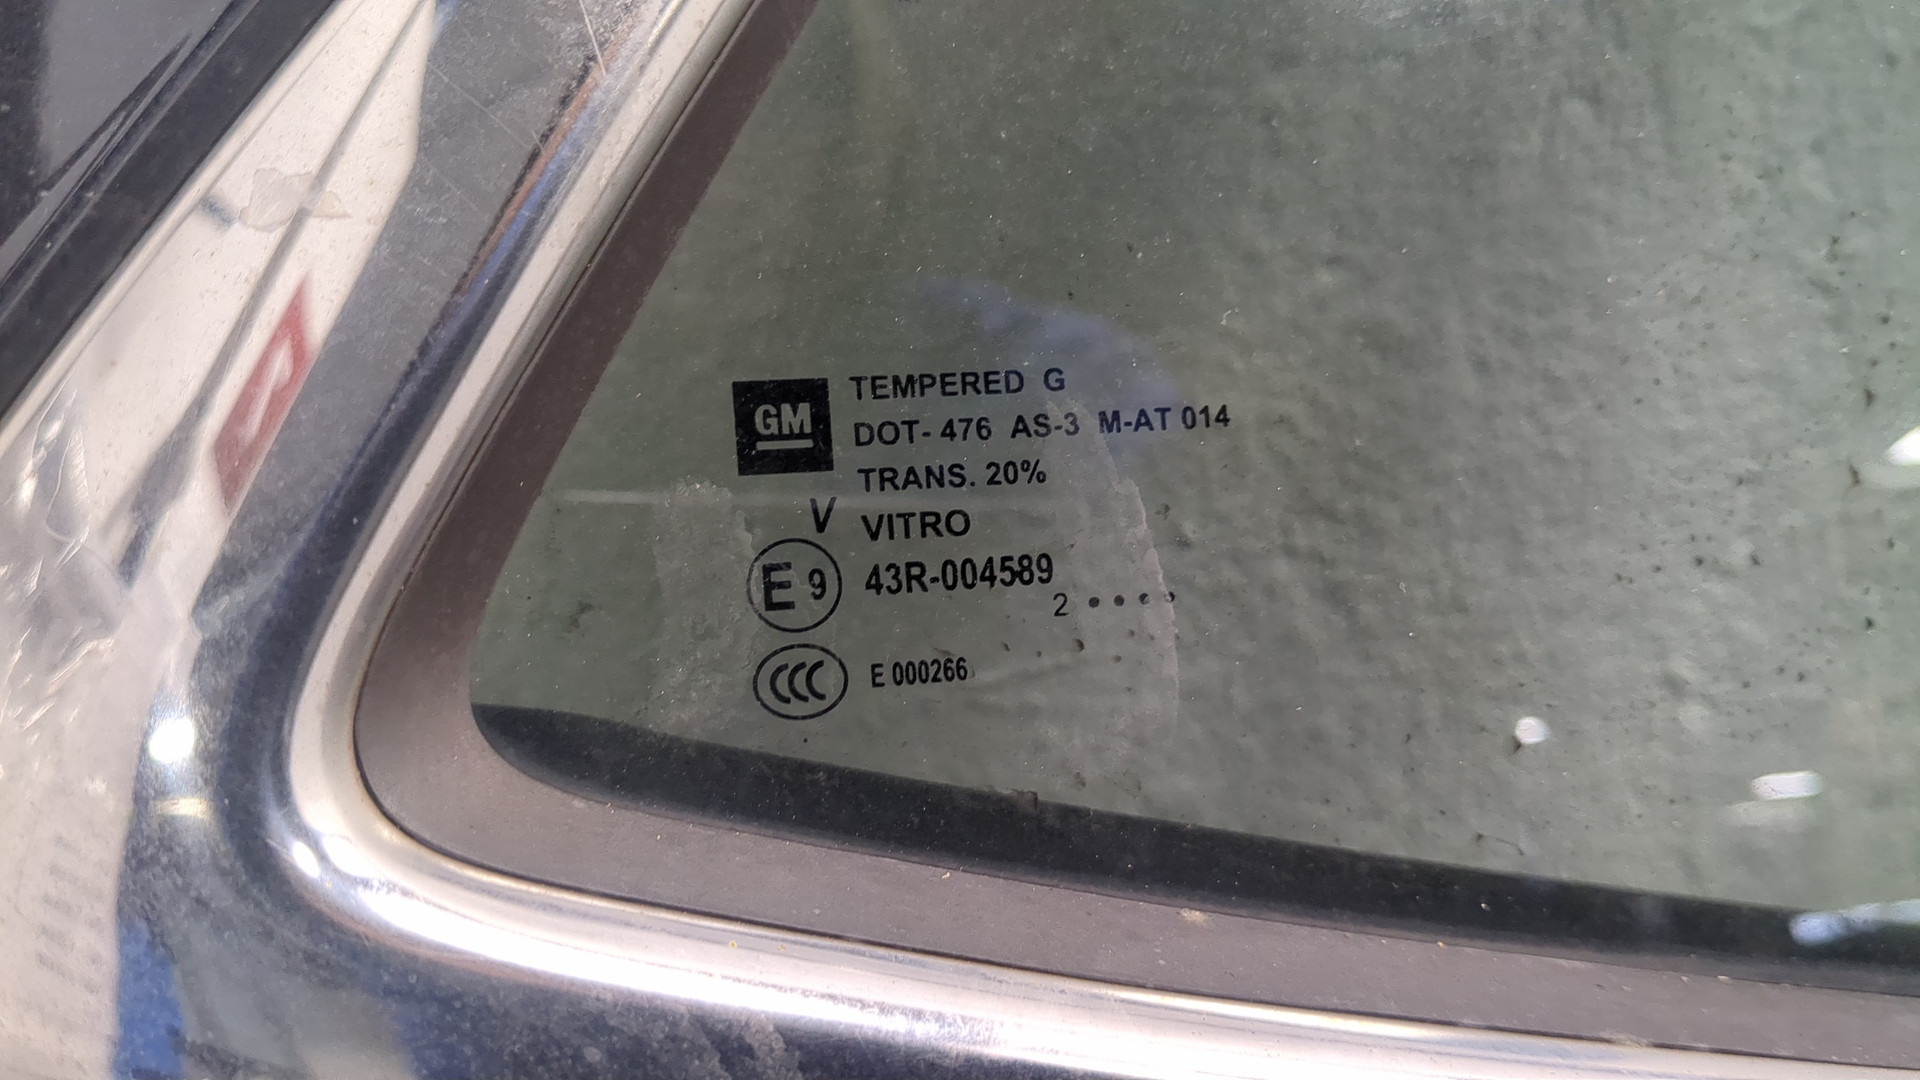 GM
TEMPERED G
DOT- 476 AS-3 M-AT 014
TRANS. 20%
V VITRO
E 9 43R-004589
2 • • • •
CCC E 000266